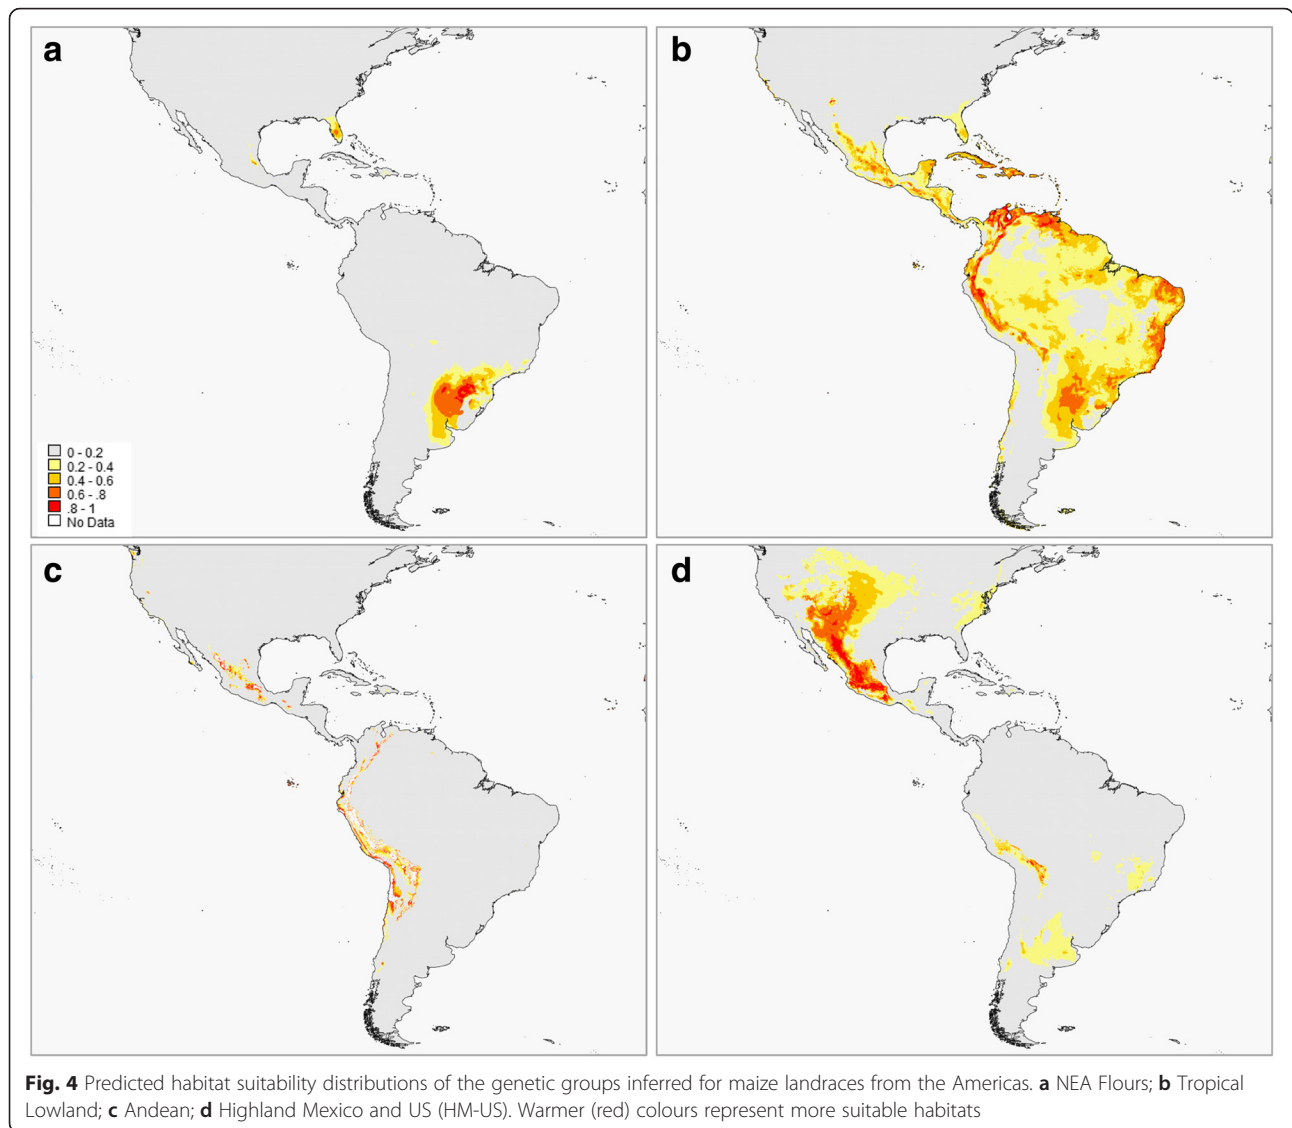 a
b
0 - 0.2
0.2 - 0.4
0.4 - 0.6
0.6 - .8
.8 - 1
No Data
c
d
Fig. 4 Predicted habitat suitability distributions of the genetic groups inferred for maize landraces from the Americas. a NEA Flours; b Tropical
Lowland; c Andean; d Highland Mexico and US (HM-US). Warmer (red) colours represent more suitable habitats